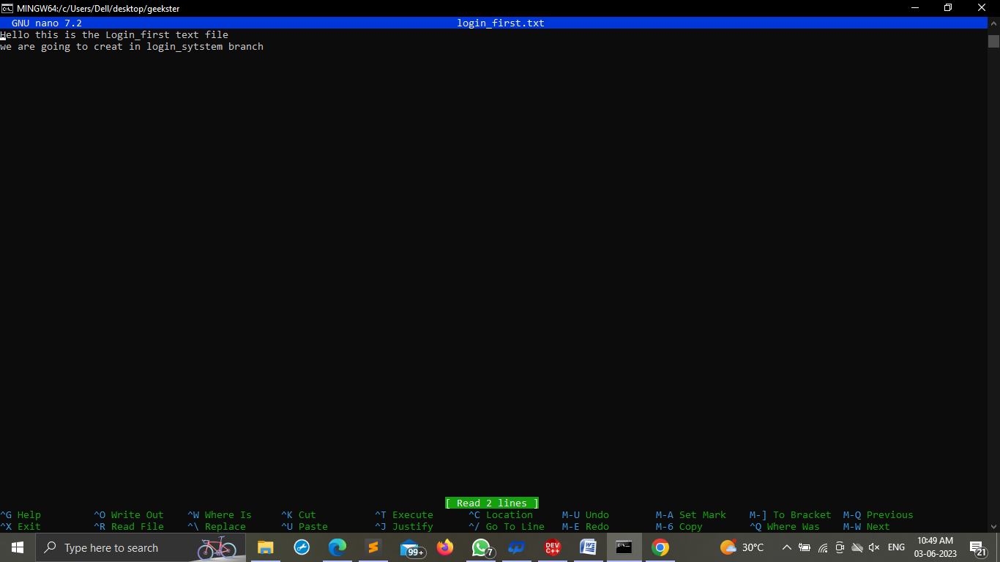 MINGW64:/c/Users/Dell/desktop/geekster
GNU nano 7.2 login_first.txt
Hello this is the Login_first text file
we are going to creat in login_sytstem branch
[ Read 2 lines ]
^G Help ^O Write Out ^W Where Is ^K Cut ^T Execute ^C Location M-U Undo M-A Set Mark M-] To Bracket M-Q Previous
^X Exit ^R Read File ^\ Replace ^U Paste ^J Justify ^/ Go To Line M-E Redo M-6 Copy ^Q Where Was M-W Next
Type here to search 99+ 7 DEV C++ 30°C ENG 10:49 AM
03-06-2023 21